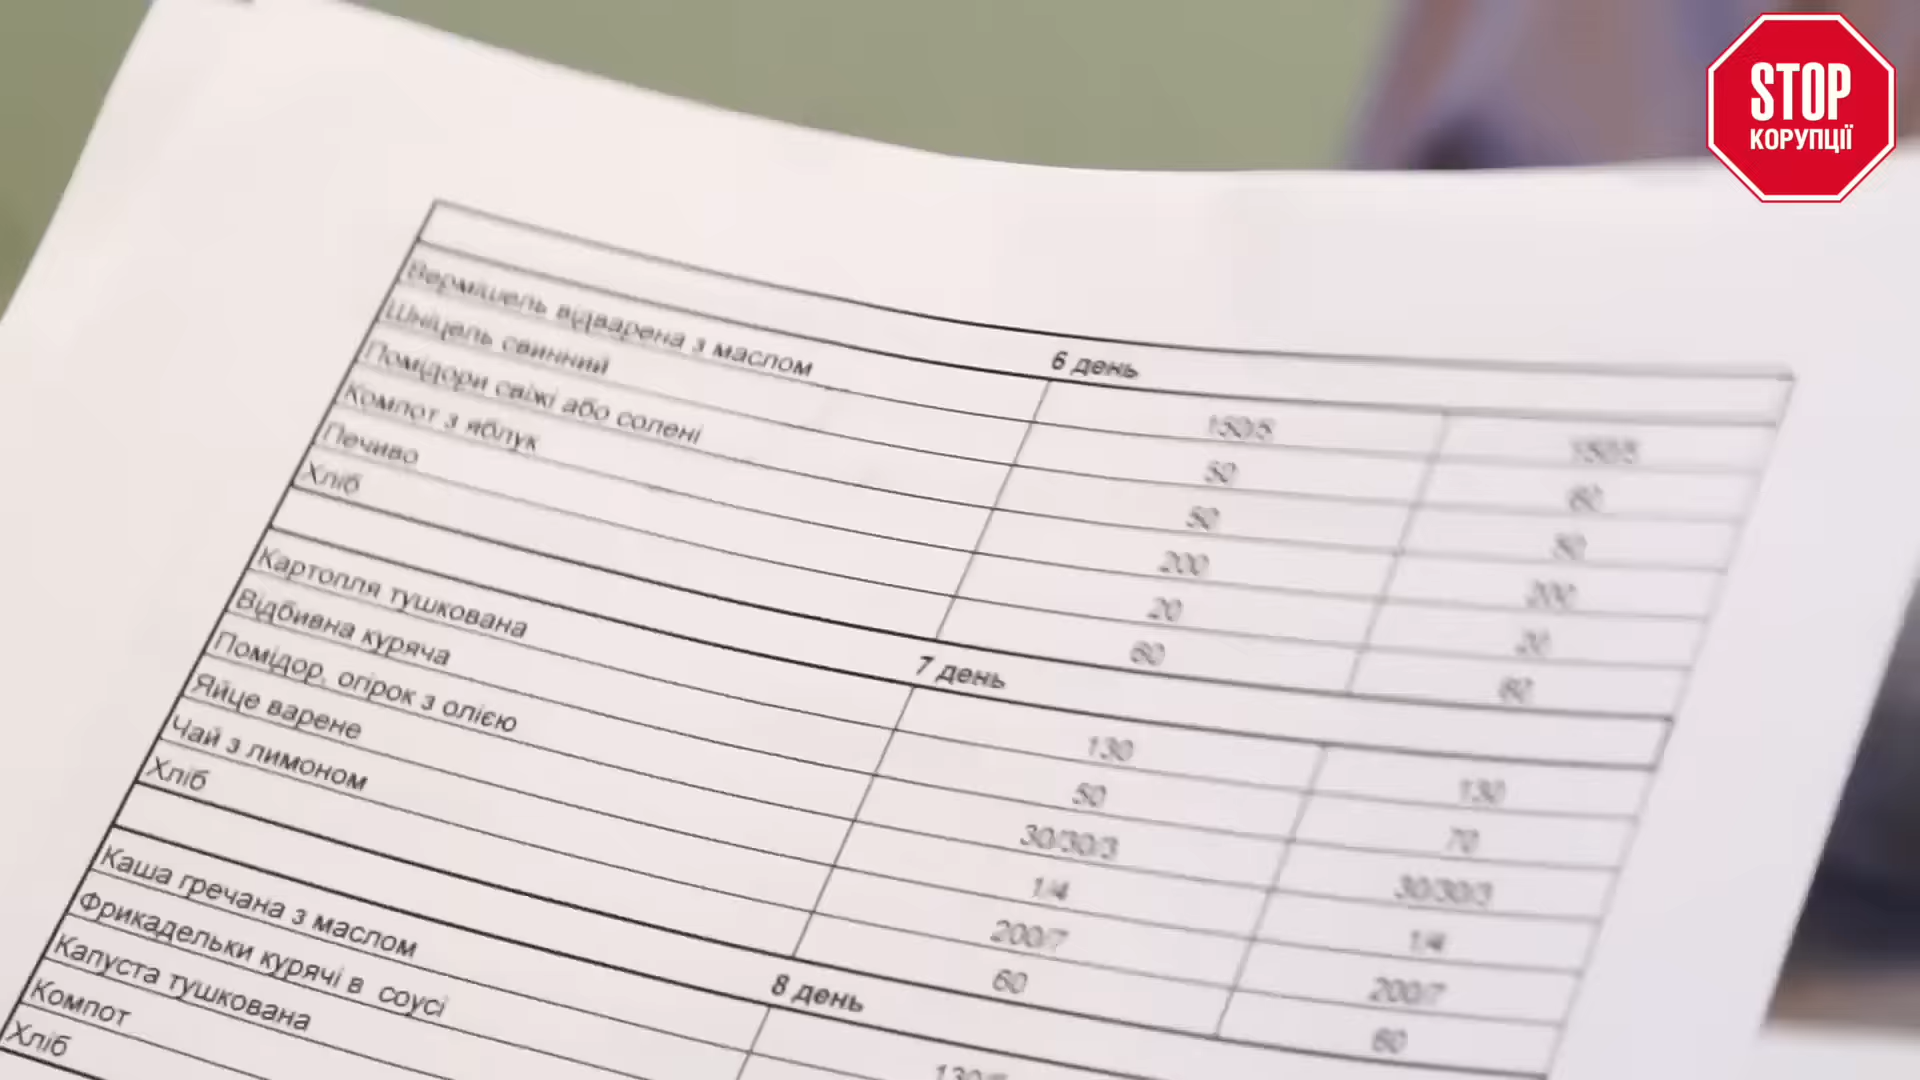 STOP
КОРУПЦІЇ
6 день
Вермішель відварена з маслом 150/5 150/5
Шніцель свинний 50 60
Помідори свіжі або солені 50 50
Компот з яблук 200 200
Печиво 20 20
Хліб 60 60
7 день
Картопля тушкована 130 130
Відбивна куряча 50 70
Помідор, огірок з олією 30/30/3 30/30/3
Яйце варене 1/4 1/4
Чай з лимоном 200/7 200/7
Хліб 60 60
8 день
Каша гречана з маслом
Фрикадельки курячі в соусі
Капуста тушкована
Компот
Хліб